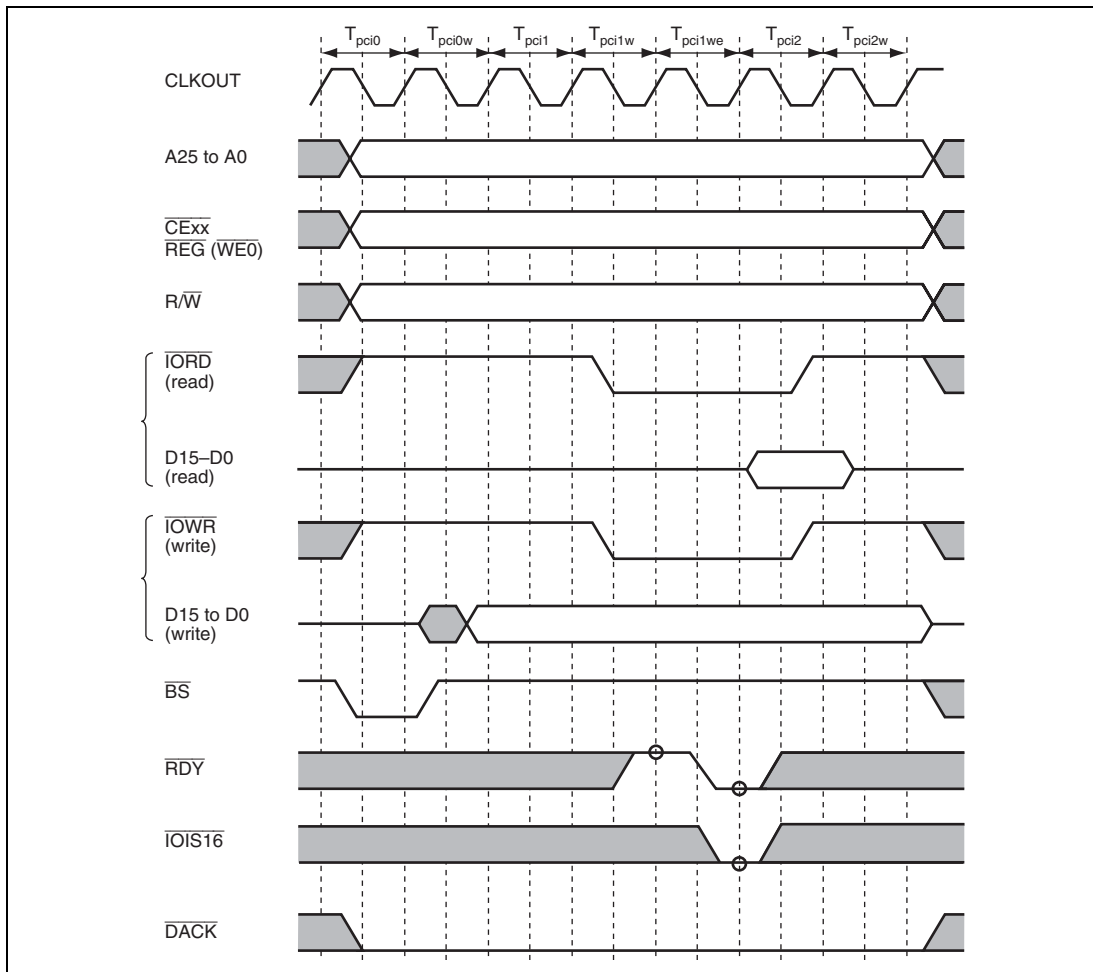 Tpci0 Tpci0w Tpci1 Tpci1w Tpci1we Tpci2 Tpci2w
CLKOUT
A25 to A0
CExx
REG (WE0)
R/W
IORD
(read)
D15–D0
(read)
IOWR
(write)
D15 to D0
(write)
BS
RDY
IOIS16
DACK